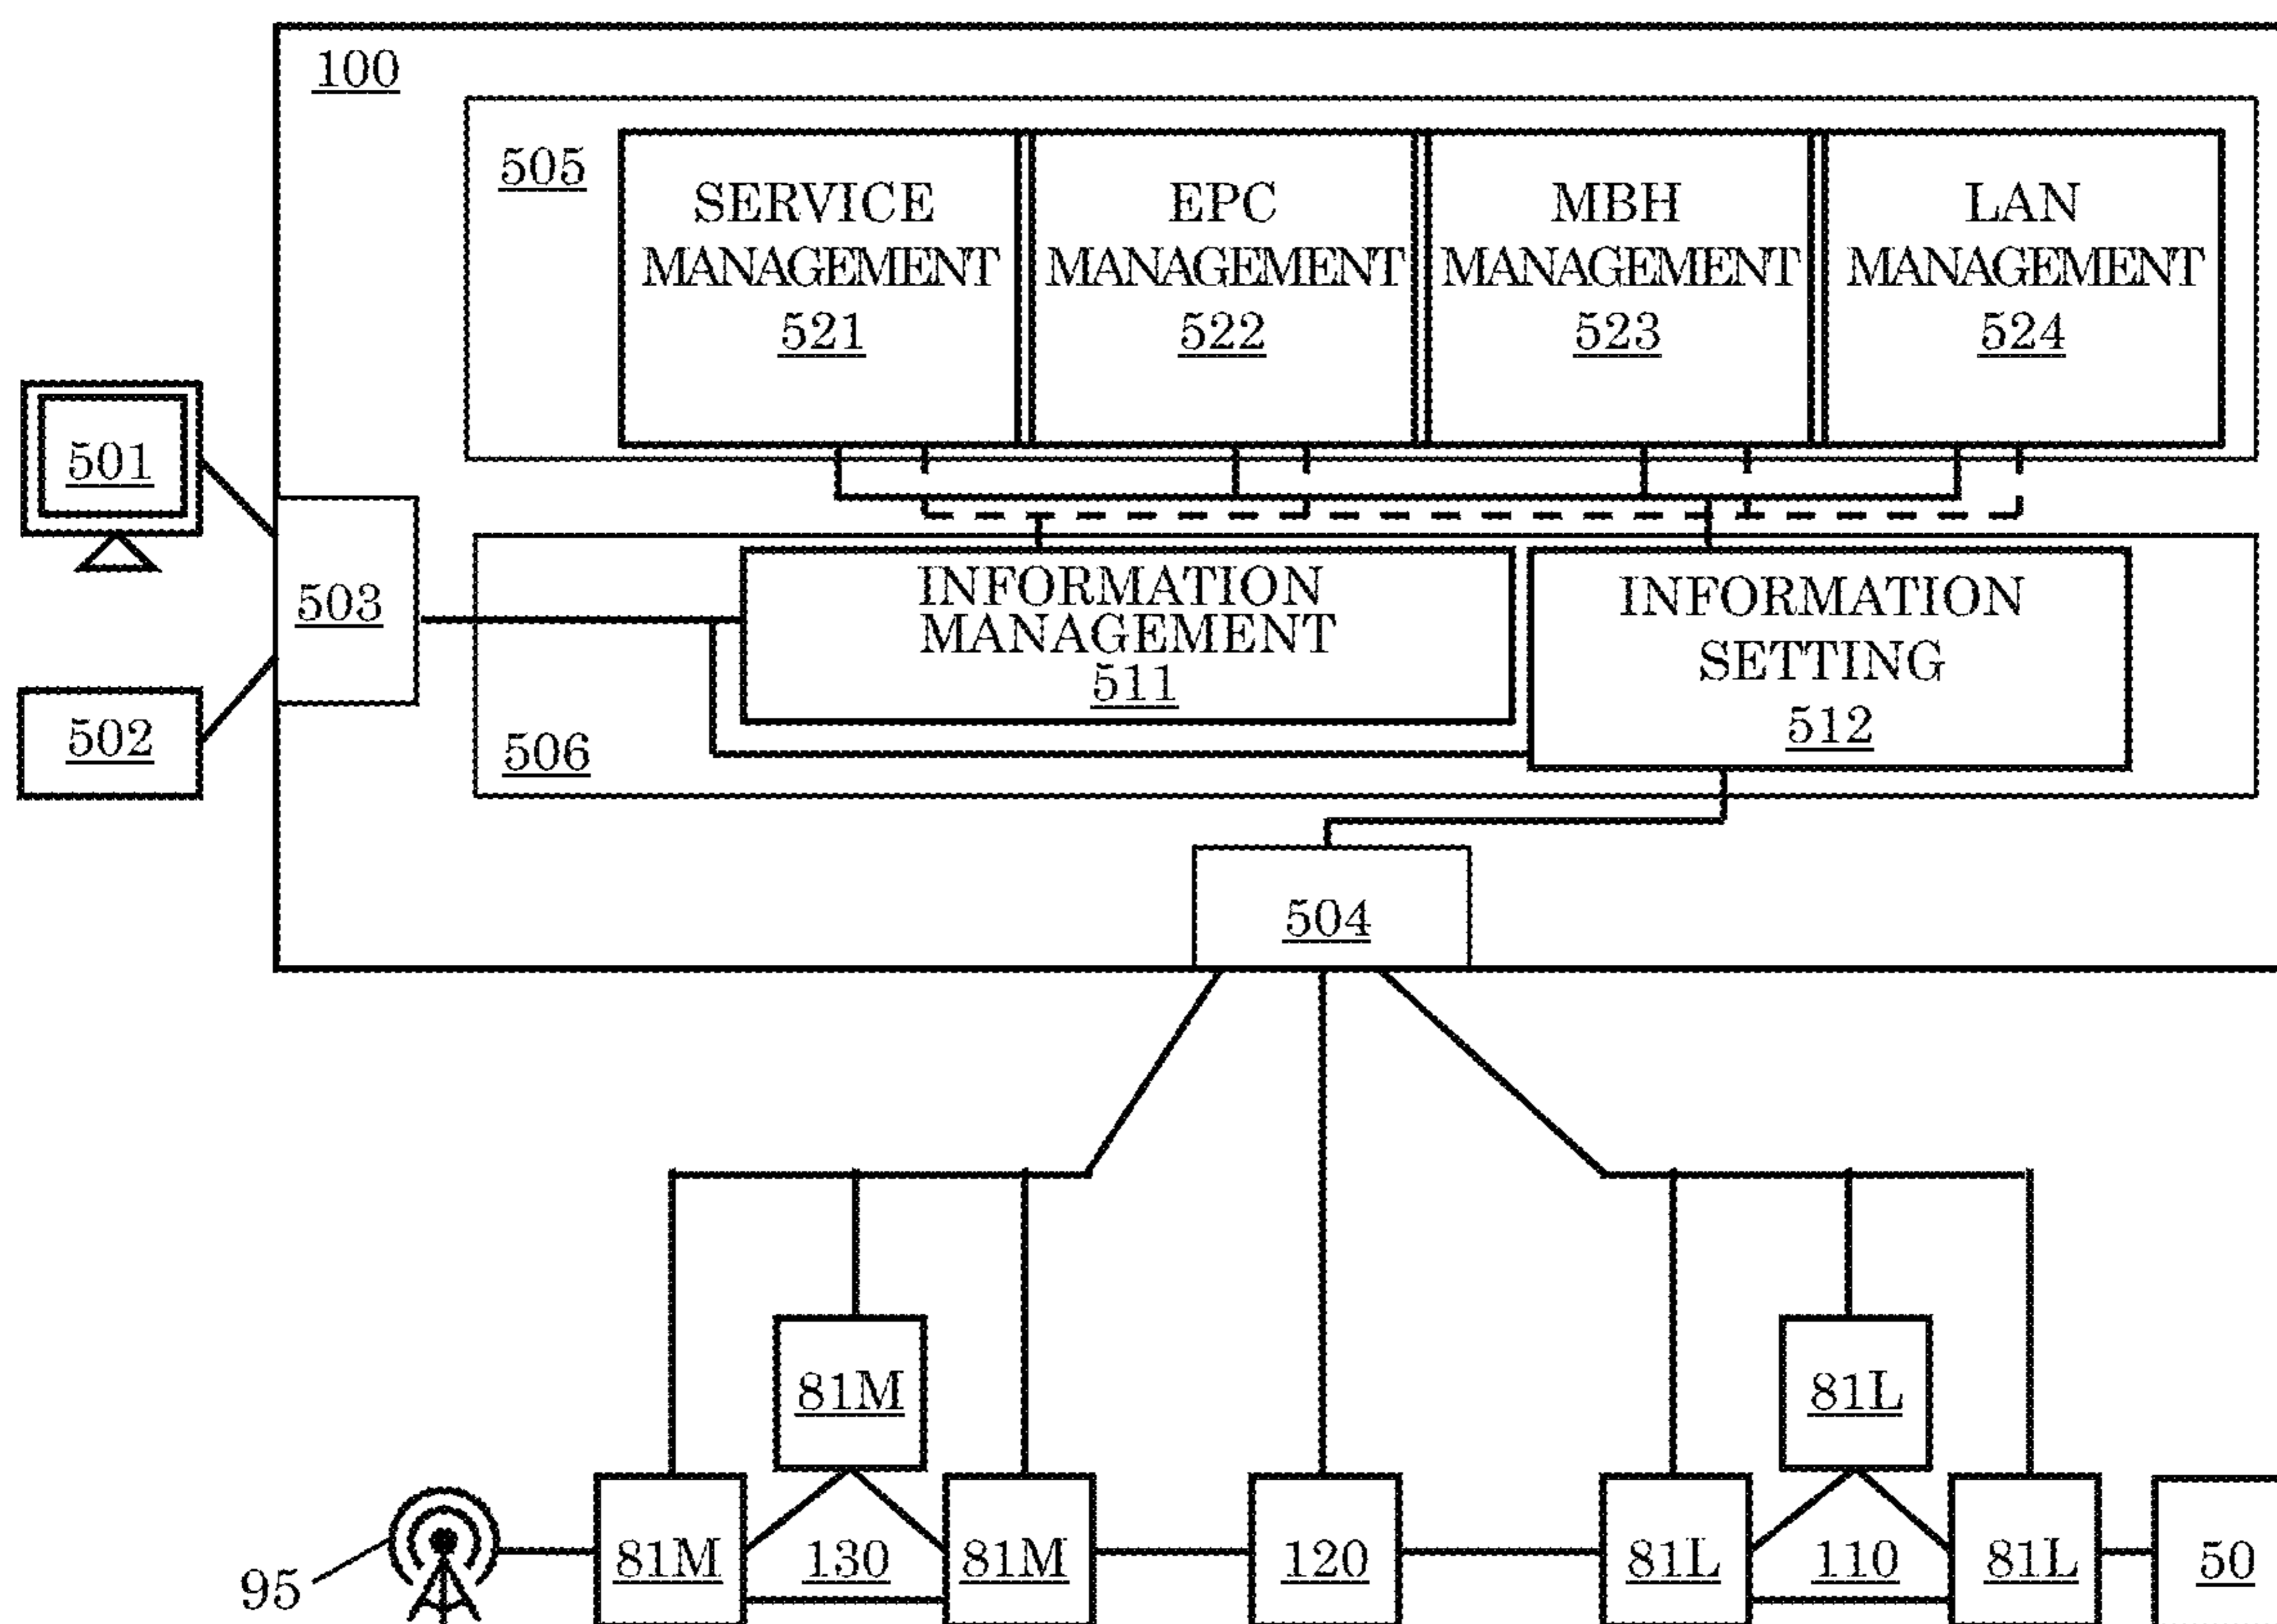 100
505
SERVICE
MANAGEMENT
521
EPC
MANAGEMENT
522
MBH
MANAGEMENT
523
LAN
MANAGEMENT
524
501
502
503
506
INFORMATION
MANAGEMENT
511
INFORMATION
SETTING
512
504
81M
81L
95
81M
130
81M
120
81L
110
81L
50